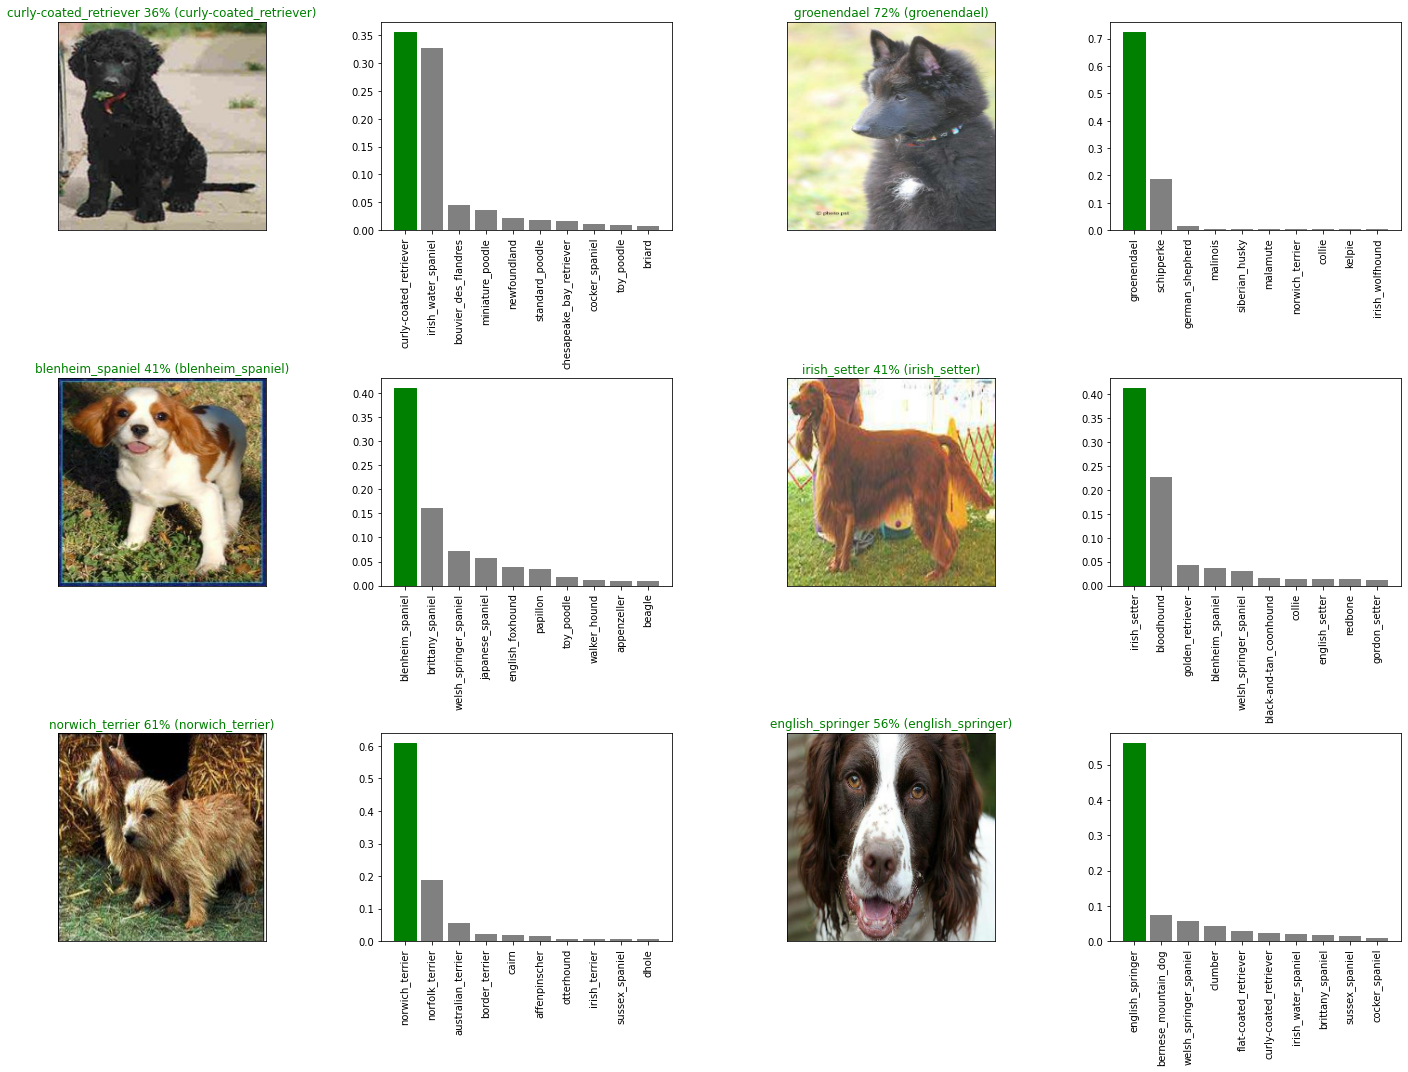 curly-coated_retriever 36% (curly-coated_retriever)
0.35
0.30
0.25
0.20
0.15
0.10
0.05
0.00
curly-coated_retriever
irish_water_spaniel
bouvier_des_flandres
miniature_poodle
newfoundland
standard_poodle
chesapeake_bay_retriever
cocker_spaniel
toy_poodle
briard
groenendael 72% (groenendael)
© photo pet
0.7
0.6
0.5
0.4
0.3
0.2
0.1
0.0
groenendael
schipperke
german_shepherd
malinois
siberian_husky
malamute
norwich_terrier
collie
kelpie
irish_wolfhound
blenheim_spaniel 41% (blenheim_spaniel)
0.40
0.35
0.30
0.25
0.20
0.15
0.10
0.05
0.00
blenheim_spaniel
brittany_spaniel
welsh_springer_spaniel
japanese_spaniel
english_foxhound
papillon
toy_poodle
walker_hound
appenzeller
beagle
irish_setter 41% (irish_setter)
0.40
0.35
0.30
0.25
0.20
0.15
0.10
0.05
0.00
irish_setter
bloodhound
golden_retriever
blenheim_spaniel
welsh_springer_spaniel
black-and-tan_coonhound
collie
english_setter
redbone
gordon_setter
norwich_terrier 61% (norwich_terrier)
0.6
0.5
0.4
0.3
0.2
0.1
0.0
norwich_terrier
norfolk_terrier
australian_terrier
border_terrier
cairn
affenpinscher
otterhound
irish_terrier
sussex_spaniel
dhole
english_springer 56% (english_springer)
0.5
0.4
0.3
0.2
0.1
0.0
english_springer
bernese_mountain_dog
welsh_springer_spaniel
clumber
flat-coated_retriever
curly-coated_retriever
irish_water_spaniel
brittany_spaniel
sussex_spaniel
cocker_spaniel